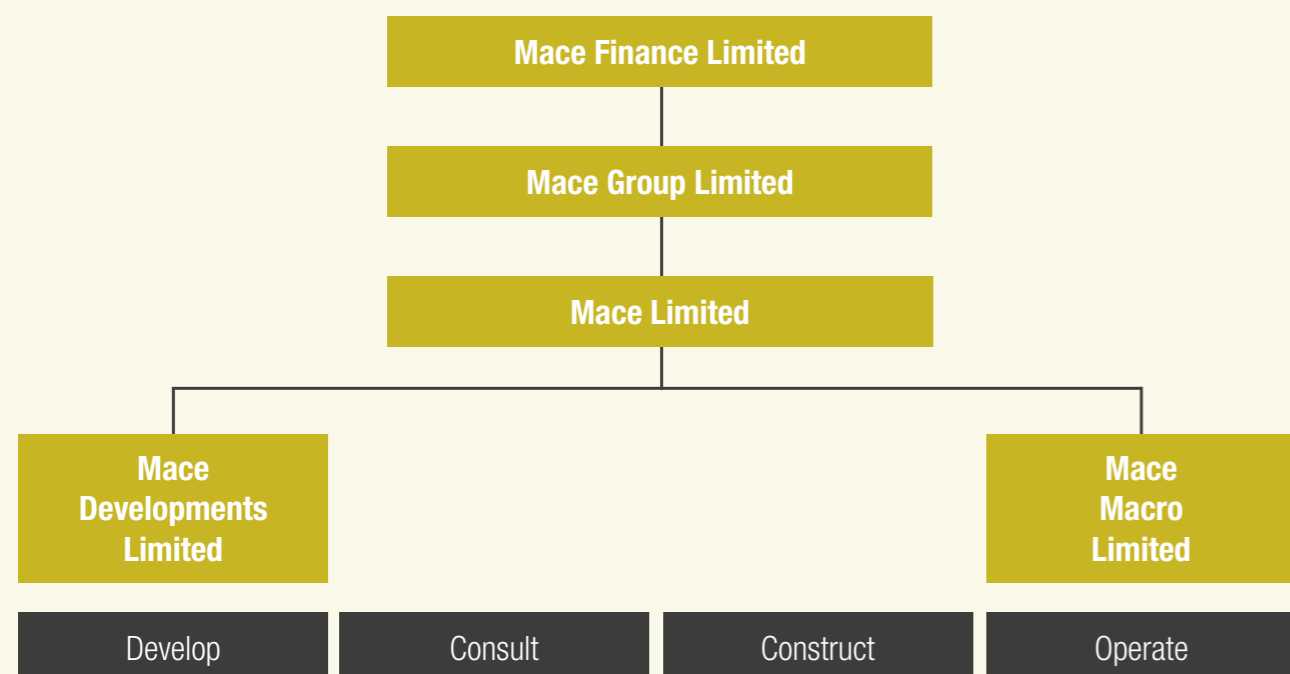 Mace Finance Limited
Mace Group Limited
Mace Limited
Mace
Developments
Limited
Mace
Macro
Limited
Develop
Consult
Construct
Operate